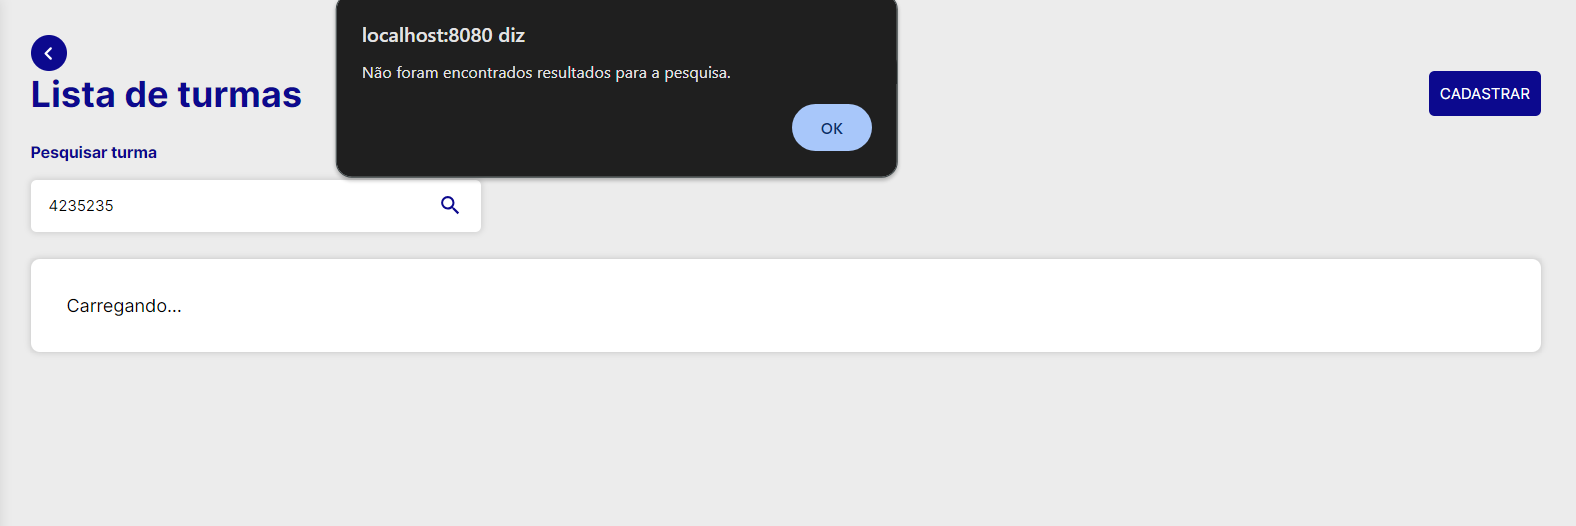 localhost:8080 diz
Não foram encontrados resultados para a pesquisa.
OK
Lista de turmas
CADASTRAR
Pesquisar turma
4235235
Carregando...